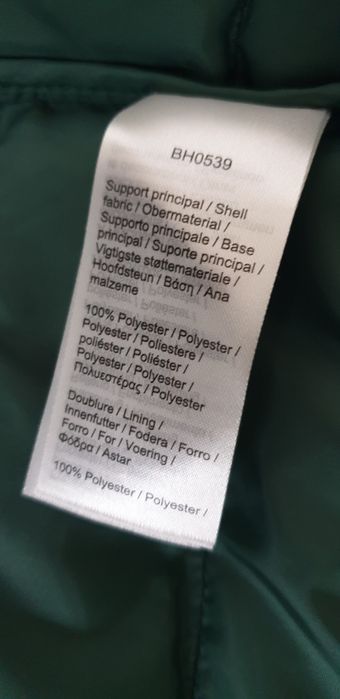 BH0539
Support principal / Shell
fabric / Obermaterial /
Supporto principale / Base
principal / Suporte principal /
Vigtigste støttemateriale /
Hoofdsteun / Βάση / Ana
malzeme
100% Polyester / Polyester /
Polyester / Poliestere /
poliéster / Poliéster /
Polyester / Polyester /
Πολυεστέρας / Polyester
Doublure / Lining /
Innenfutter / Fodera / Forro /
Forro / For / Voering /
Φόδρα / Astar
100% Polyester / Polyester /